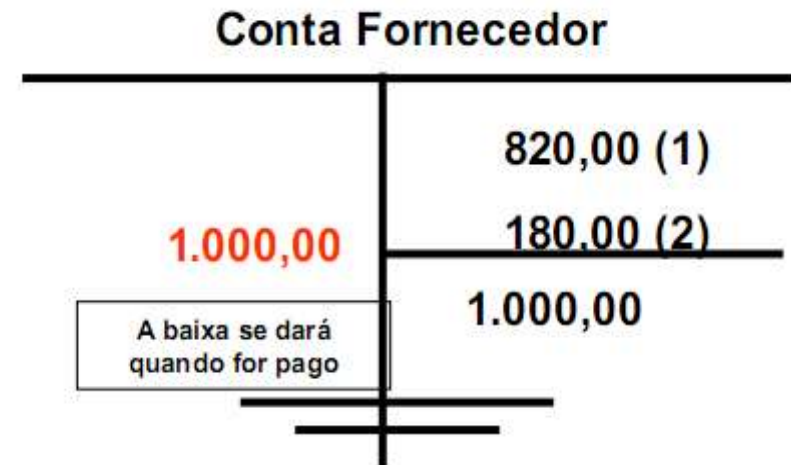 Conta Fornecedor
820,00 (1)
180,00 (2)
1.000,00
1.000,00
A baixa se dará
quando for pago